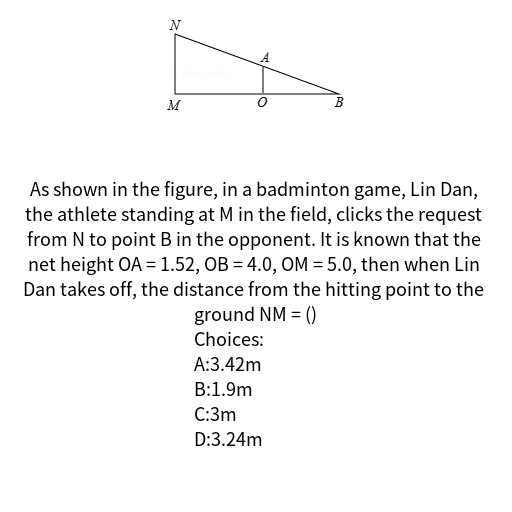 N
A
M
O
B
As shown in the figure, in a badminton game, Lin Dan,
the athlete standing at M in the field, clicks the request
from N to point B in the opponent. It is known that the
net height OA = 1.52, OB = 4.0, OM = 5.0, then when Lin
Dan takes off, the distance from the hitting point to the
ground NM = ()
Choices:
A:3.42m
B:1.9m
C:3m
D:3.24m